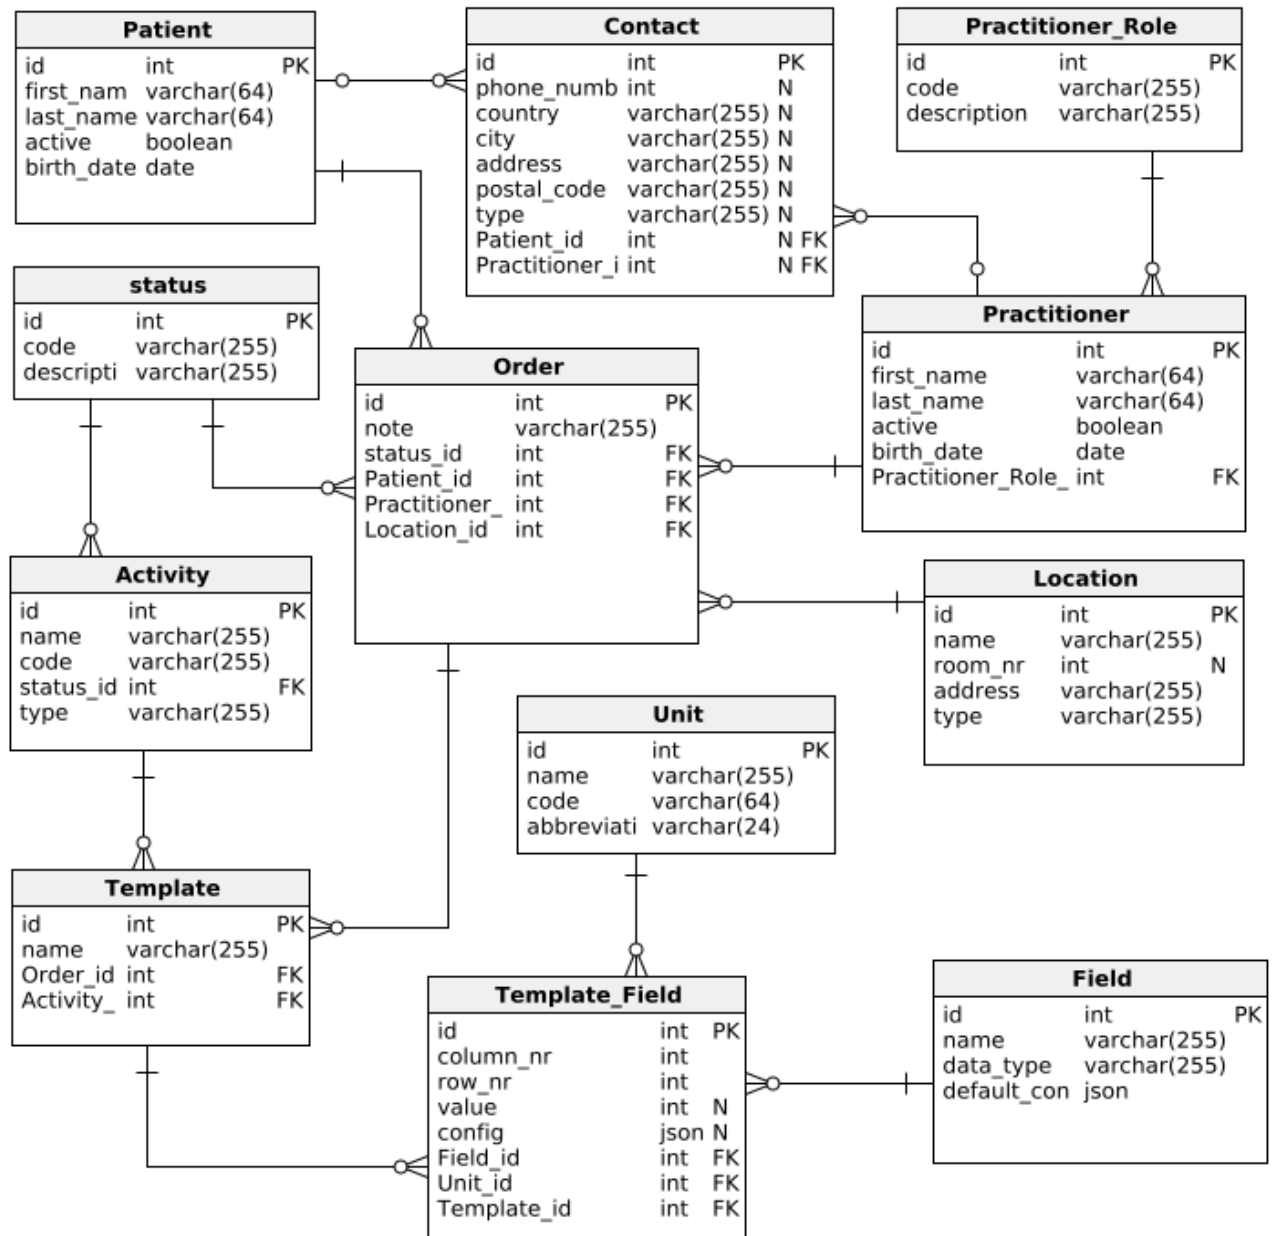 Patient
id int PK
first_nam varchar(64)
last_name varchar(64)
active boolean
birth_date date
Contact
id int PK
phone_numb int N
country varchar(255) N
city varchar(255) N
address varchar(255) N
postal_code varchar(255) N
type varchar(255) N
Patient_id int N FK
Practitioner_i int N FK
Practitioner_Role
id int PK
code varchar(255)
description varchar(255)
status
id int PK
code varchar(255)
descripti varchar(255)
Order
id int PK
note varchar(255)
status_id int FK
Patient_id int FK
Practitioner_ int FK
Location_id int FK
Practitioner
id int PK
first_name varchar(64)
last_name varchar(64)
active boolean
birth_date date
Practitioner_Role_ int FK
Activity
id int PK
name varchar(255)
code varchar(255)
status_id int FK
type varchar(255)
Location
id int PK
name varchar(255)
room_nr int N
address varchar(255)
type varchar(255)
Unit
id int PK
name varchar(255)
code varchar(64)
abbreviati varchar(24)
Template
id int PK
name varchar(255)
Order_id int FK
Activity_ int FK
Template_Field
id int PK
column_nr int
row_nr int
value int N
config json N
Field_id int FK
Unit_id int FK
Template_id int FK
Field
id int PK
name varchar(255)
data_type varchar(255)
default_con json